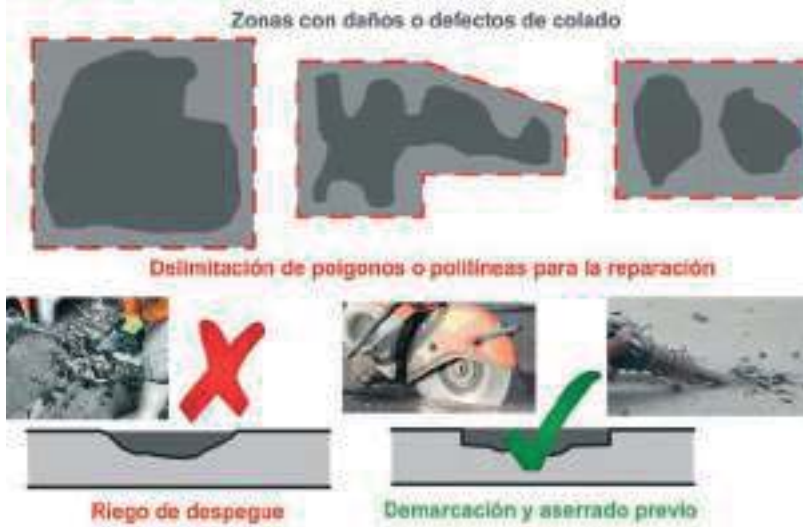 Zonas con daños o defectos de colado
Delimitación de polígonos o polilíneas para la reparación
Riego de despegue
Demarcación y aserrado previo